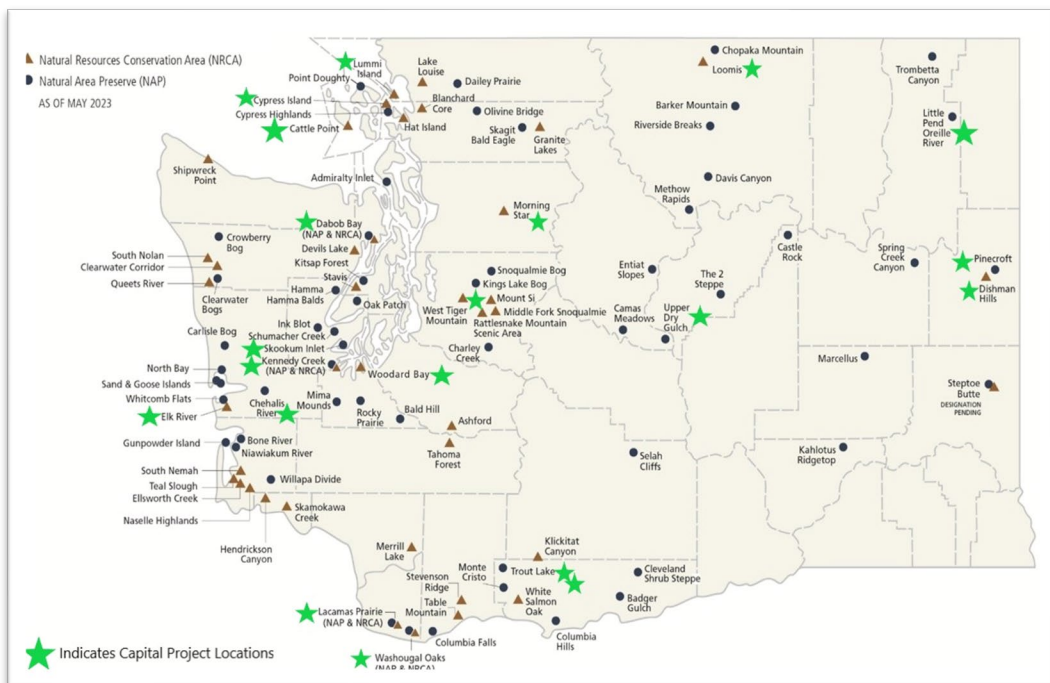 Natural Resources Conservation Area (NRCA)
Natural Area Preserve (NAP)
AS OF MAY 2023
Lummi
Island
Point Doughty
Cypress Island
Cypress Highlands
Cattle Point
Lake
Louise
Dailey Prairie
Blanchard
Core
Hat Island
Olivine Bridge
Skagit
Bald Eagle
Granite
Lakes
Chopaka Mountain
Loomis
Barker Mountain
Riverside Breaks
Trombetta
Canyon
Little
Pend
Oreille
River
Shipwreck
Point
Admiralty Inlet
Davis Canyon
Methow
Rapids
Morning
Star
Dabob Bay
(NAP & NRCA)
Devils Lake
Kitsap Forest
Stavis
Crowberry
Bog
South Nolan
Clearwater Corridor
Queets River
Clearwater
Bogs
Hamma
Hamma Balds
Oak Patch
Snoqualmie Bog
Kings Lake Bog
Mount Si
West Tiger
Mountain
Middle Fork Snoqualmie
Rattlesnake Mountain
Scenic Area
Charley
Creek
Entiat
Slopes
The 2
Steppe
Castle
Rock
Spring
Creek
Canyon
Pinecroft
Dishman
Hills
Camas
Meadows
Upper
Dry
Gulch
Carlisle Bog
Ink Blot
Schumacher Creek
Skookum Inlet
Kennedy Creek
(NAP & NRCA)
Woodard Bay
Marcellus
Steptoe
Butte
DESIGNATION
PENDING
North Bay
Sand & Goose Islands
Whitcomb Flats
Elk River
Chehalis
River
Mima
Mounds
Rocky
Prairie
Bald Hill
Ashford
Tahoma
Forest
Gunpowder Island
Bone River
Niawiakum River
Selah
Cliffs
Kahlotus
Ridgetop
South Nemah
Teal Slough
Ellsworth Creek
Willapa Divide
Naselle Highlands
Skamokawa
Creek
Hendrickson
Canyon
Merrill
Lake
Klickitat
Canyon
Monte
Cristo
Trout Lake
Cleveland
Shrub Steppe
Stevenson
Ridge
Table
Mountain
White
Salmon
Oak
Badger
Gulch
Lacamas Prairie
(NAP & NRCA)
Columbia Falls
Columbia
Hills
Washougal Oaks
(NAP & NRCA)
Indicates Capital Project Locations